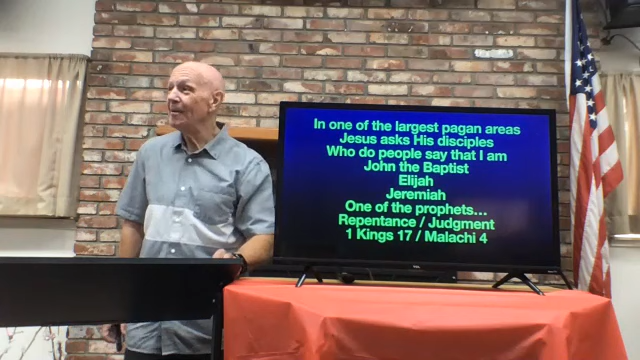 In one of the largest pagan areas
Jesus asks His disciples
Who do people say that I am
John the Baptist
Elijah
Jeremiah
One of the prophets...
Repentance / Judgment
1 Kings 17 / Malachi 4
TCL